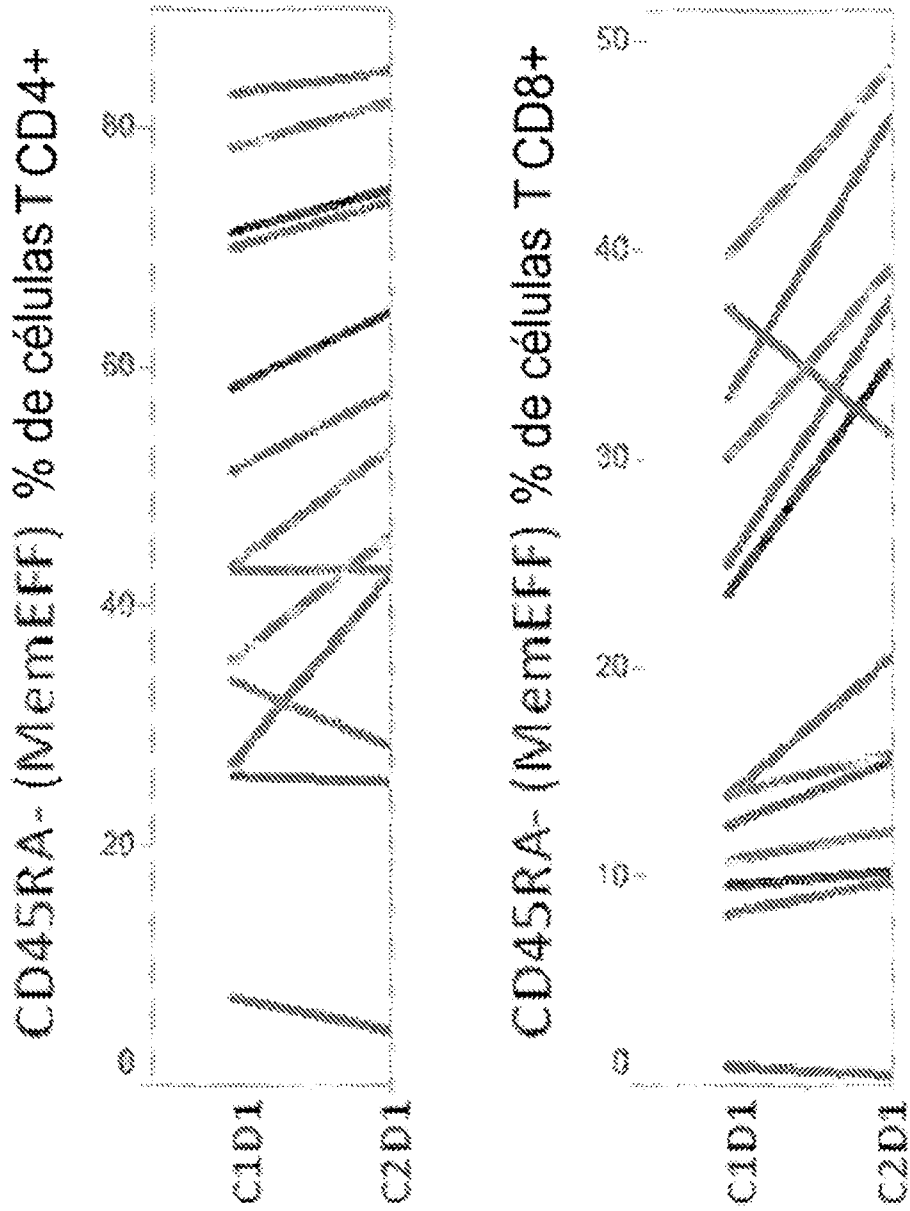 CD45RA- (MemEFF) % de células T CD4+
80
60
40
20
0
C1D1
C2D1
CD45RA- (MemEFF) % de células T CD8+
50
40
30
20
10
0
C1D1
C2D1